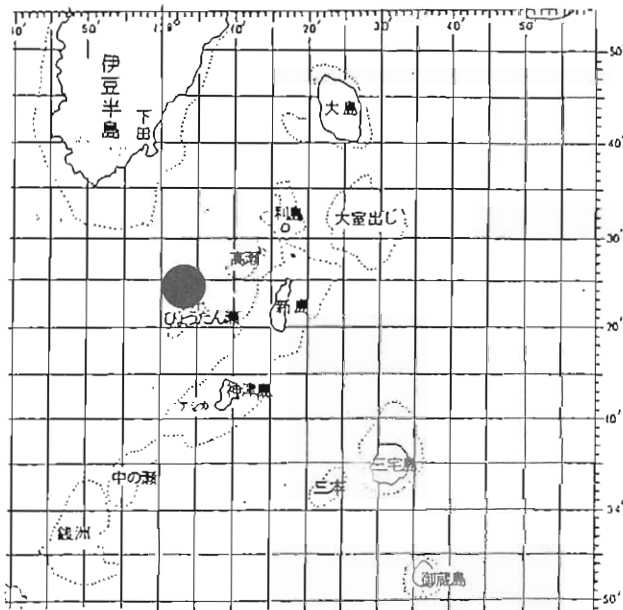 40′ 50′ 139° 10′ 20′ 30′ 40′ 50′
50′
伊豆半島
下田
大島
40′
利島
大室出し
30′
高瀬
新島
ひょうたん瀬
20′
神津島
10′
三宅島
三本
中の瀬
34°
銭洲
御蔵島
50′